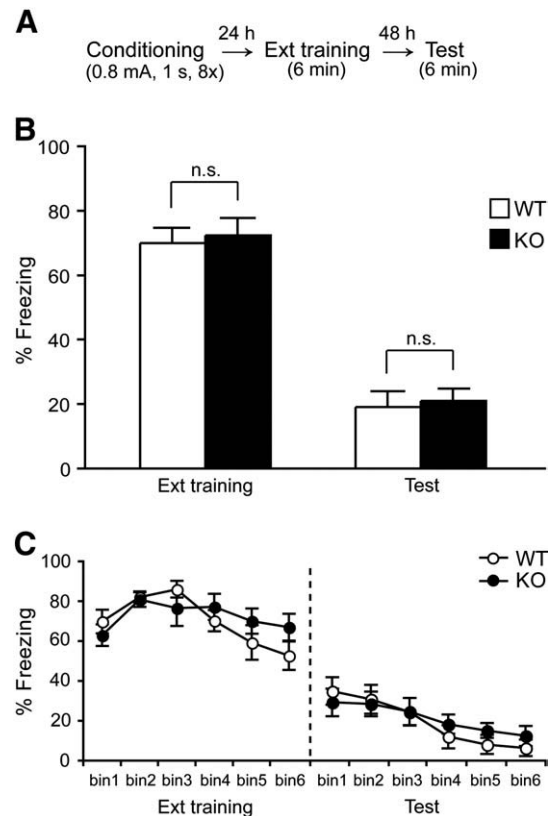 A
24 h 48 h
Conditioning → Ext training → Test
(0.8 mA, 1 s, 8x) (6 min) (6 min)
B
100
80
60
40
20
0
% Freezing
n.s.
n.s.
WT
KO
Ext training Test
C
100
80
60
40
20
0
% Freezing
WT
KO
bin1 bin2 bin3 bin4 bin5 bin6 bin1 bin2 bin3 bin4 bin5 bin6
Ext training Test